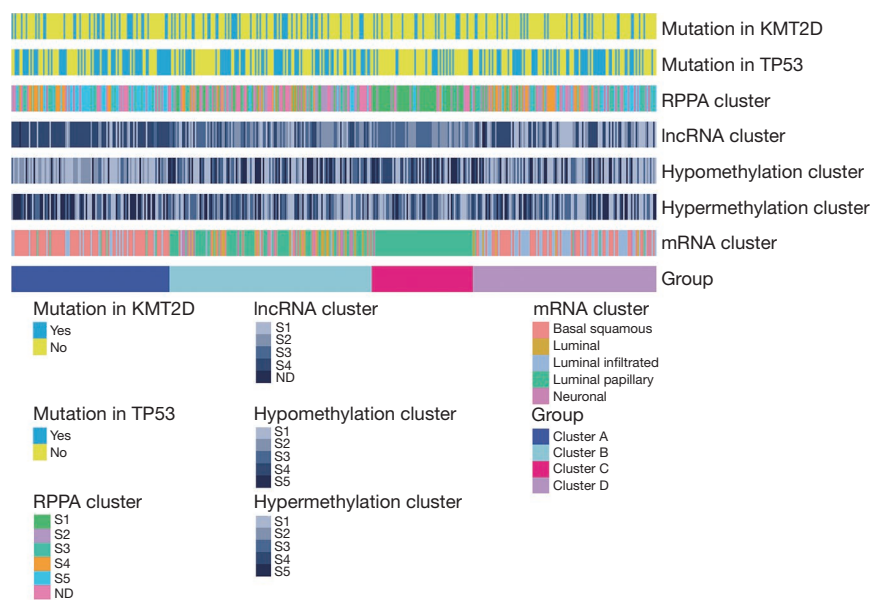 Mutation in KMT2D
Mutation in TP53
RPPA cluster
lncRNA cluster
Hypomethylation cluster
Hypermethylation cluster
mRNA cluster
Group
Mutation in KMT2D
Yes
No
Mutation in TP53
Yes
No
RPPA cluster
S1
S2
S3
S4
S5
ND
lncRNA cluster
S1
S2
S3
S4
ND
Hypomethylation cluster
S1
S2
S3
S4
S5
Hypermethylation cluster
S1
S2
S3
S4
S5
mRNA cluster
Basal squamous
Luminal
Luminal infiltrated
Luminal papillary
Neuronal
Group
Cluster A
Cluster B
Cluster C
Cluster D